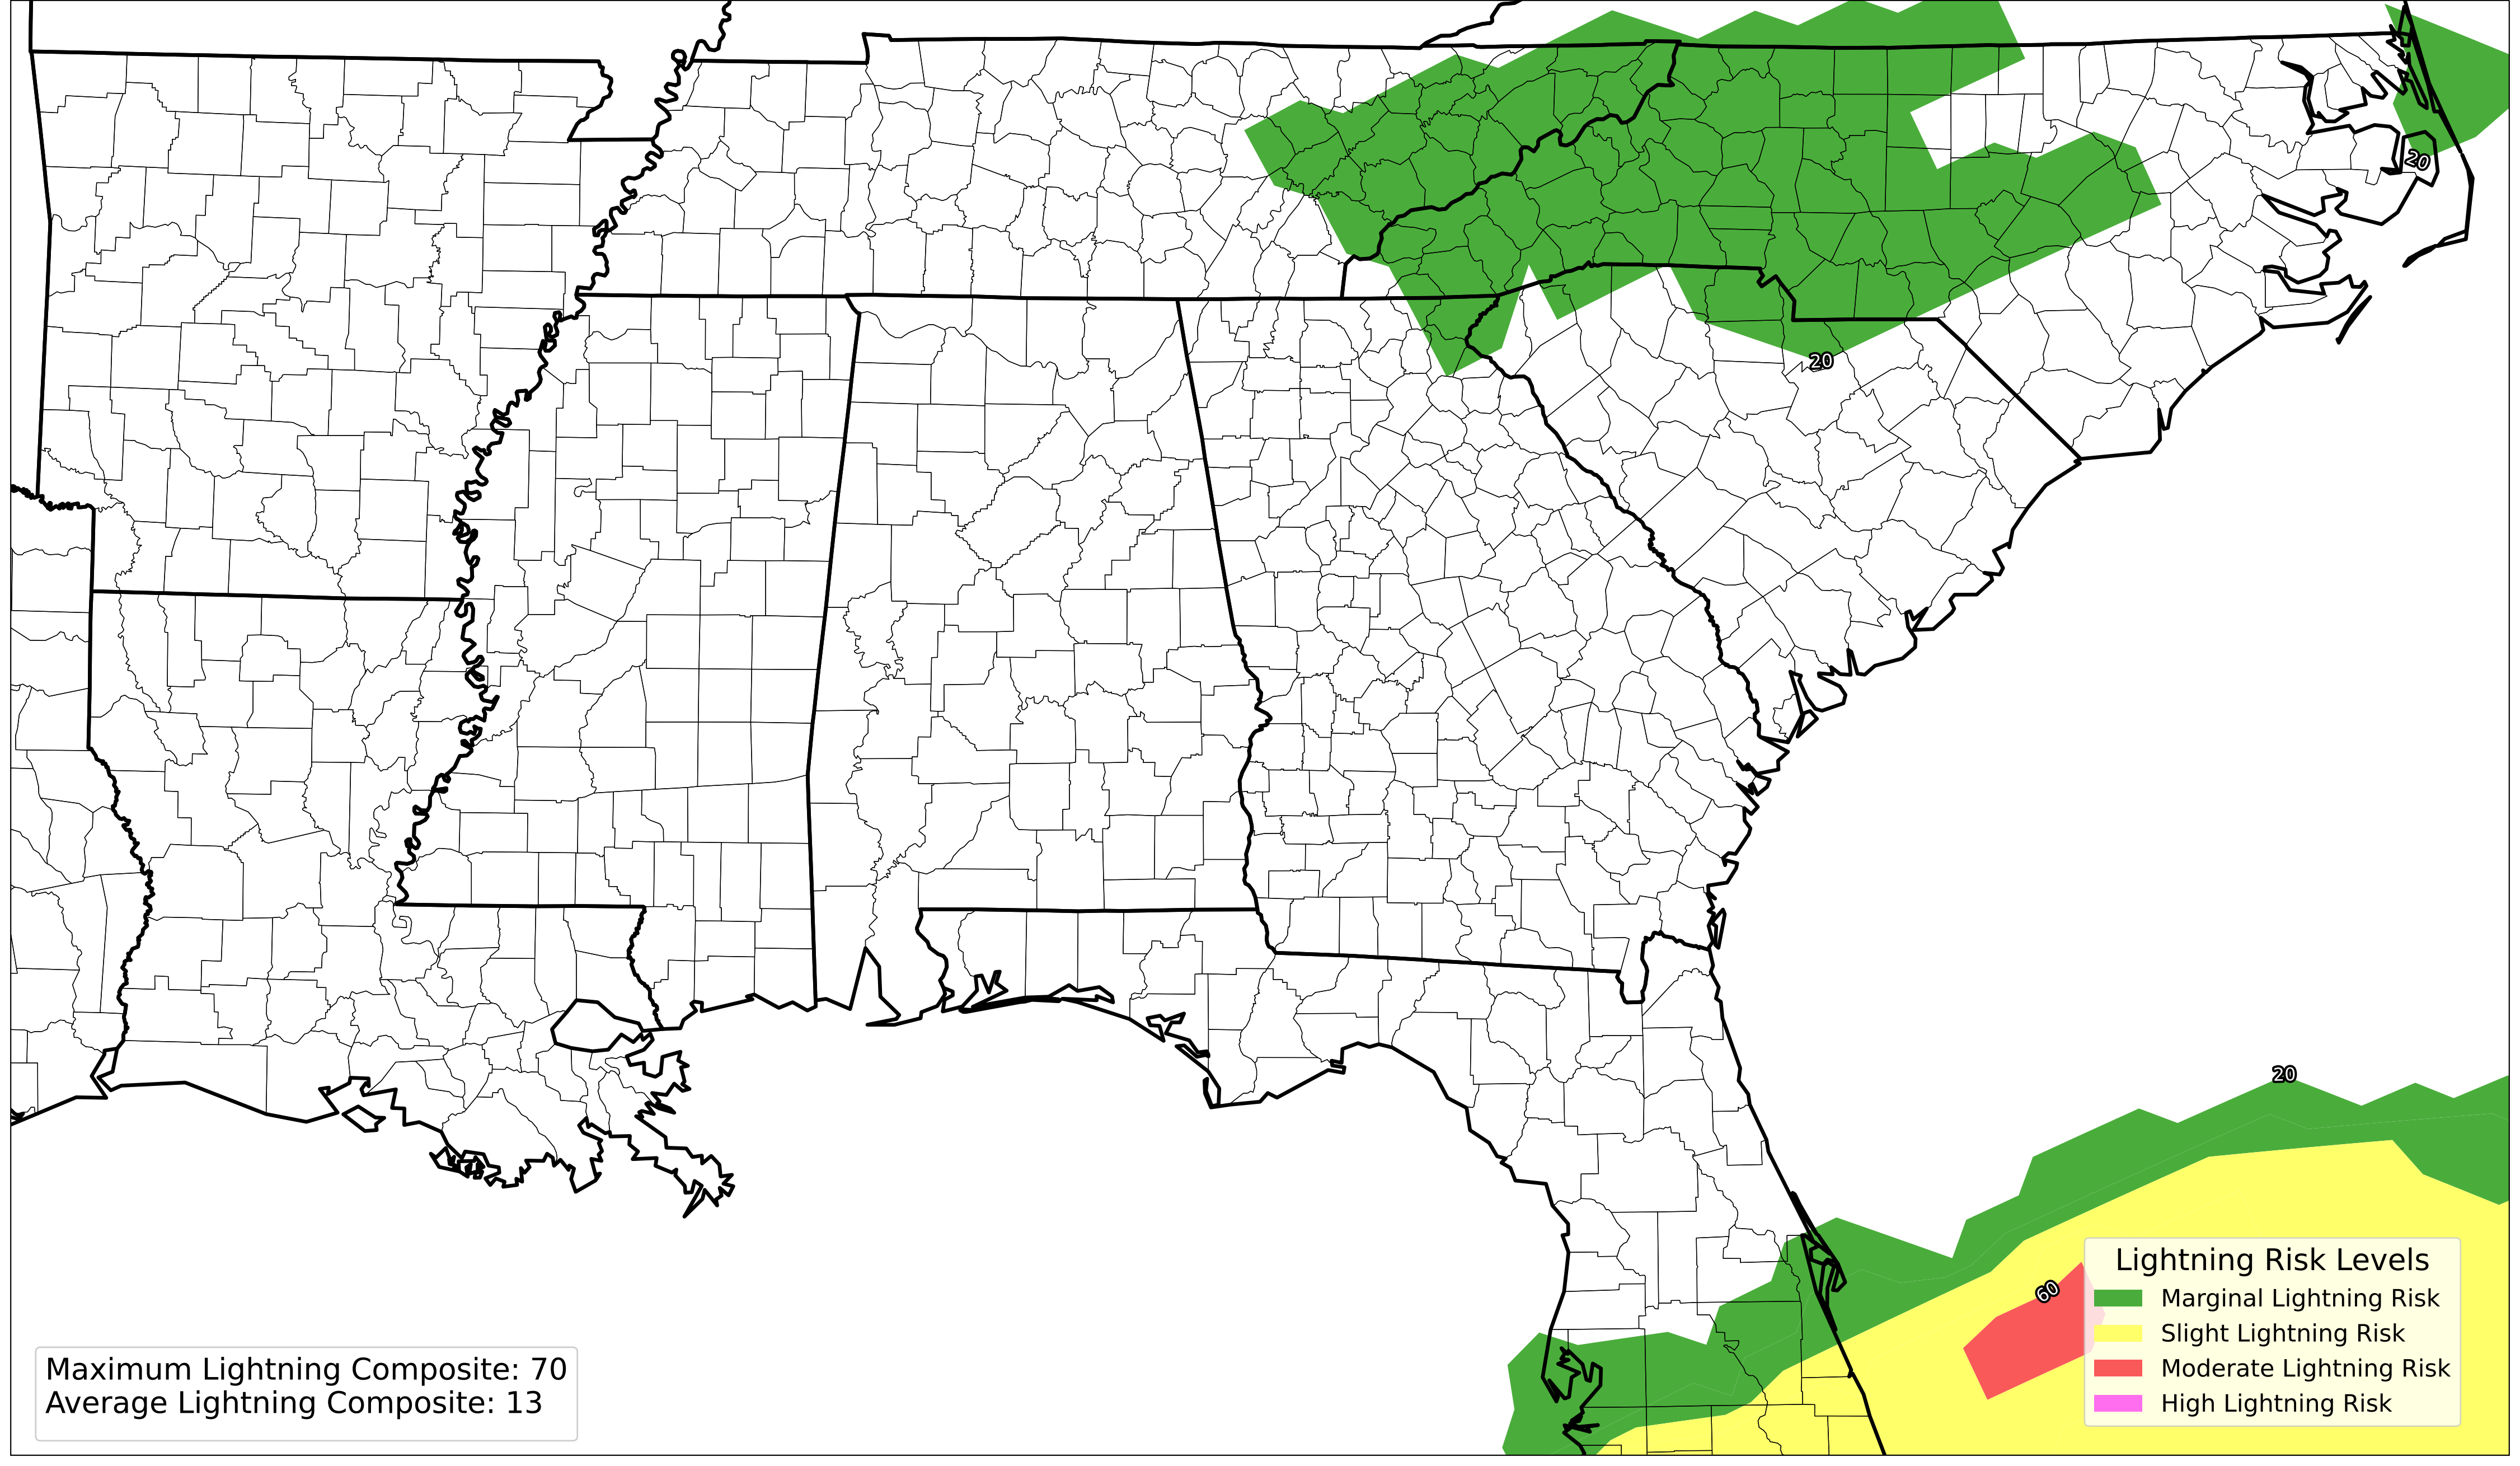 20
20
20
60
Lightning Risk Levels
Marginal Lightning Risk
Slight Lightning Risk
Moderate Lightning Risk
High Lightning Risk
Maximum Lightning Composite: 70
Average Lightning Composite: 13